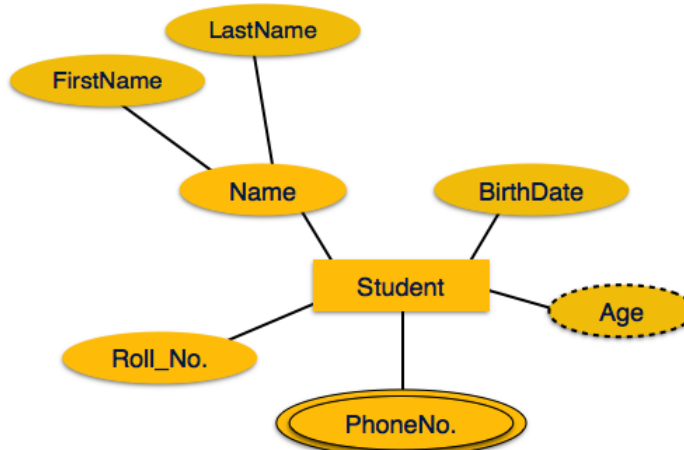 LastName
FirstName
Name
BirthDate
Student
Age
Roll_No.
PhoneNo.